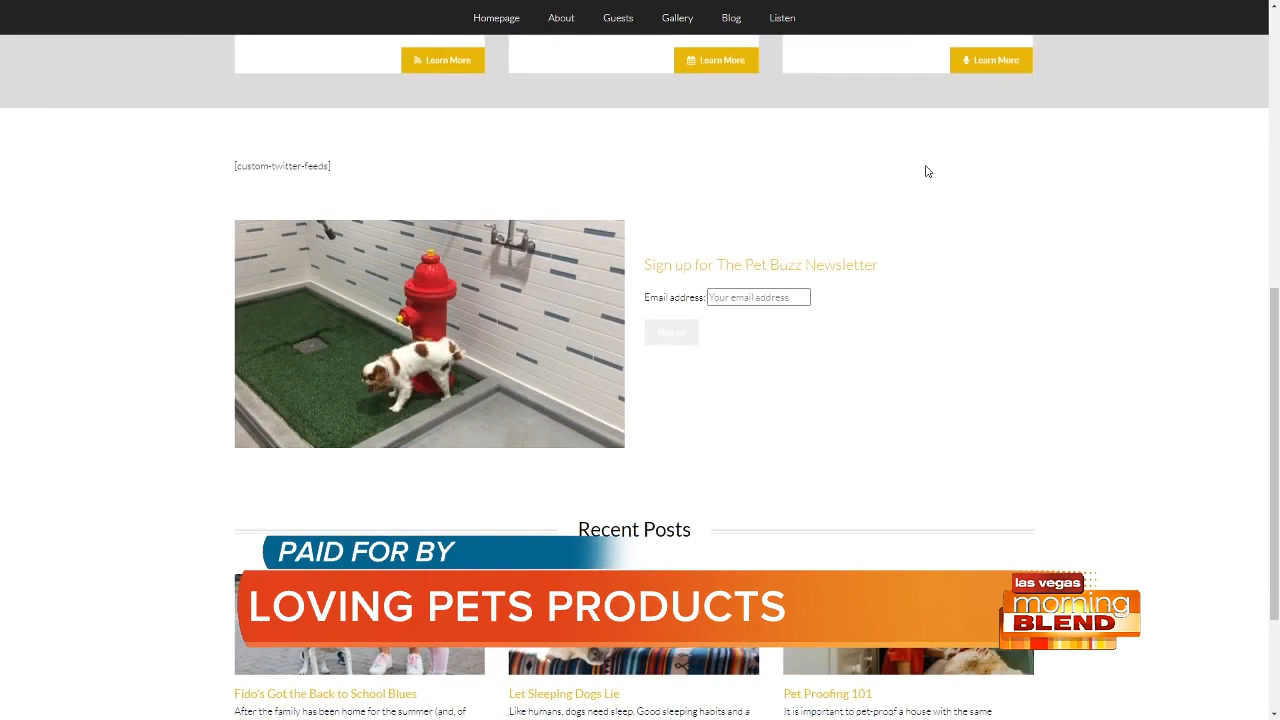 Homepage About Guests Gallery Blog Listen
Learn More Learn More Learn More
[custom-twitter-feeds]
Sign up for The Pet Buzz Newsletter
Email address: Your email address
Sign up
Recent Posts
PAID FOR BY
LOVING PETS PRODUCTS
las vegas
morning
BLEND
Fido's Got the Back to School Blues Let Sleeping Dogs Lie Pet Proofing 101
After the family has been home for the summer (and, of Like humans, dogs need sleep. Good sleeping habits and a It is important to pet-proof a house with the same